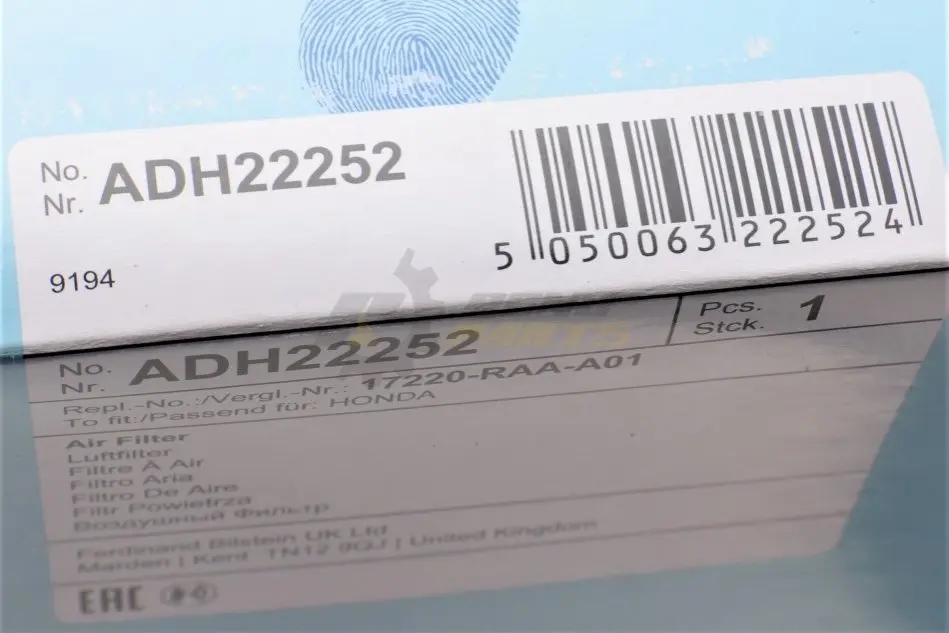 No.
Nr. ADH22252
9194
5 050063 222524
No.
Nr. ADH22252
Pcs.
Stck. 1
Repl.-No.:/Vergl.-Nr.: 17220-RAA-A01
To fit:/Passend für: HONDA
Air Filter
Luftfilter
Filtre À Air
Filtro Aria
Filtro De Aire
Filtr Powietrza
Воздушный Фильтр
Ferdinand Bilstein UK Ltd
Marden | Kent TN12 9QJ | United Kingdom
EAC